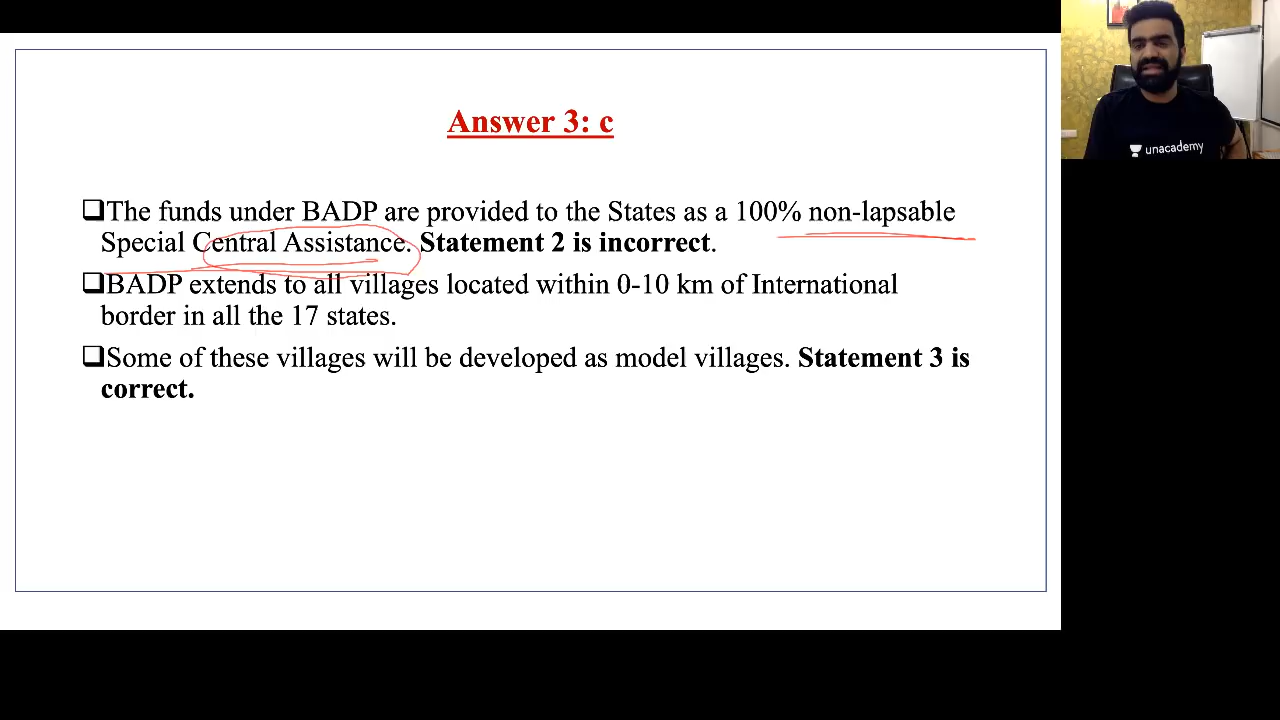 Answer 3: c
❑The funds under BADP are provided to the States as a 100% non-lapsable
Special Central Assistance. Statement 2 is incorrect.
❑BADP extends to all villages located within 0-10 km of International
border in all the 17 states.
❑Some of these villages will be developed as model villages. Statement 3 is
correct.
unacademy